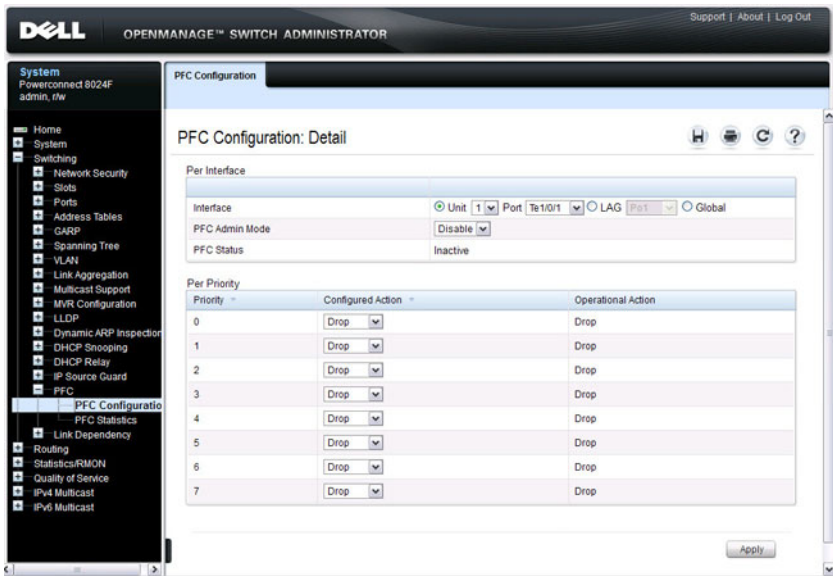 Support | About | Log Out
DELL
OPENMANAGE™ SWITCH ADMINISTRATOR
System
Powerconnect 8024F
admin, r/w
Home
System
Switching
Network Security
Slots
Ports
Address Tables
GARP
Spanning Tree
VLAN
Link Aggregation
Multicast Support
MVR Configuration
LLDP
Dynamic ARP Inspection
DHCP Snooping
DHCP Relay
IP Source Guard
PFC
PFC Configuratio
PFC Statistics
Link Dependency
Routing
Statistics/RMON
Quality of Service
IPv4 Multicast
IPv6 Multicast
PFC Configuration
PFC Configuration: Detail
Per Interface
Interface Unit 1 Port Te1/0/1 LAG Po1 Global
PFC Admin Mode Disable
PFC Status Inactive
Per Priority
Priority Configured Action Operational Action
0 Drop Drop
1 Drop Drop
2 Drop Drop
3 Drop Drop
4 Drop Drop
5 Drop Drop
6 Drop Drop
7 Drop Drop
Apply